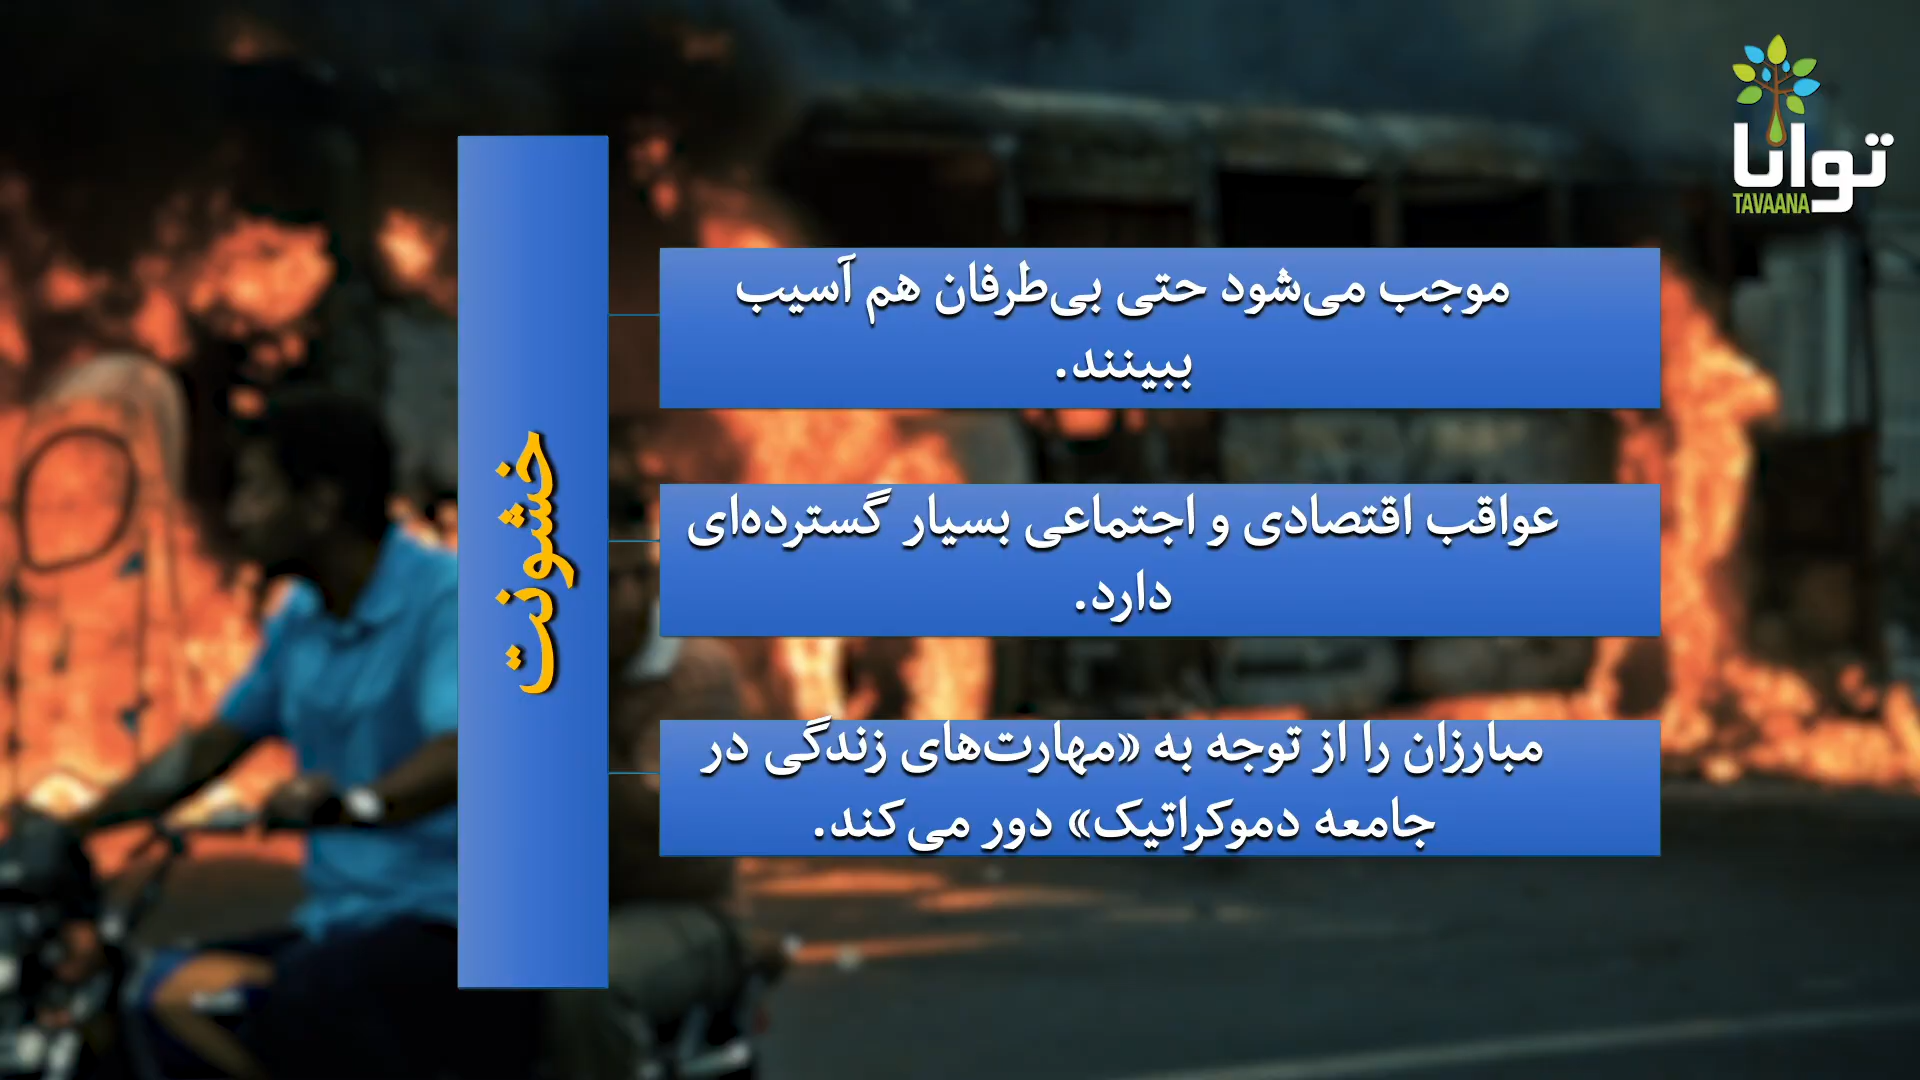 توانا
TAVAANA
خشونت
موجب می‌شود حتی بی‌طرفان هم آسیب
ببینند.
عواقب اقتصادی و اجتماعی بسیار گسترده‌ای
دارد.
مبارزان را از توجه به «مهارت‌های زندگی در
جامعه دموکراتیک» دور می‌کند.